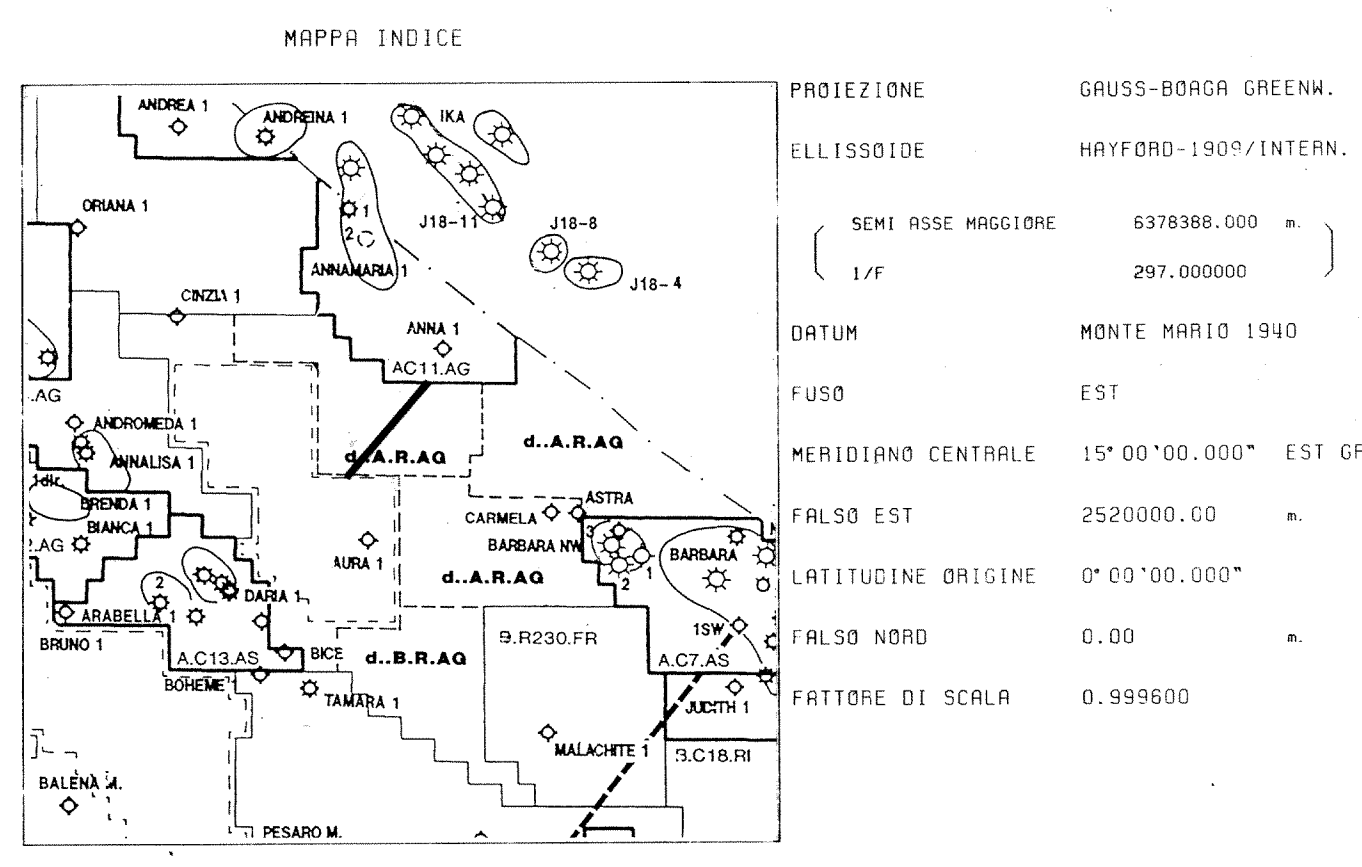 MAPPA INDICE
PROIEZIONE GAUSS-BOAGA GREENW.
ELLISSOIDE HAYFORD-1909/INTERN.
SEMI ASSE MAGGIORE 6378388.000 m.
1/F 297.000000
DATUM MONTE MARIO 1940
FUSO EST
MERIDIANO CENTRALE 15°00'00.000" EST GR
FALSO EST 2520000.00 m.
LATITUDINE ORIGINE 0°00'00.000"
FALSO NORD 0.00 m.
FATTORE DI SCALA 0.999600
ANDREA 1
ANDREINA 1
IKA
ORIANA 1
1
J18-11
J18-8
2
ANNAMARIA 1
J18-4
CINZIA 1
ANNA 1
AC11.AG
.AG
ANDROMEDA 1
d..A.R.AG
d..A.R.AG
ANNALISA 1
1dir.
BRENDA 1
ASTRA
CARMELA
BIANCA 1
3
BARBARA NW
BARBARA
2.AG
AURA 1
1
2
d..A.R.AG
2
DARIA 1
ARABELLA 1
1SW
BRUNO 1
B.R230.FR
BICE
A.C13.AS
d..B.R.AG
A.C7.AS
BOHEME
TAMARA 1
JUDITH 1
MALACHITE 1
B.C18.RI
BALENA M.
PESARO M.